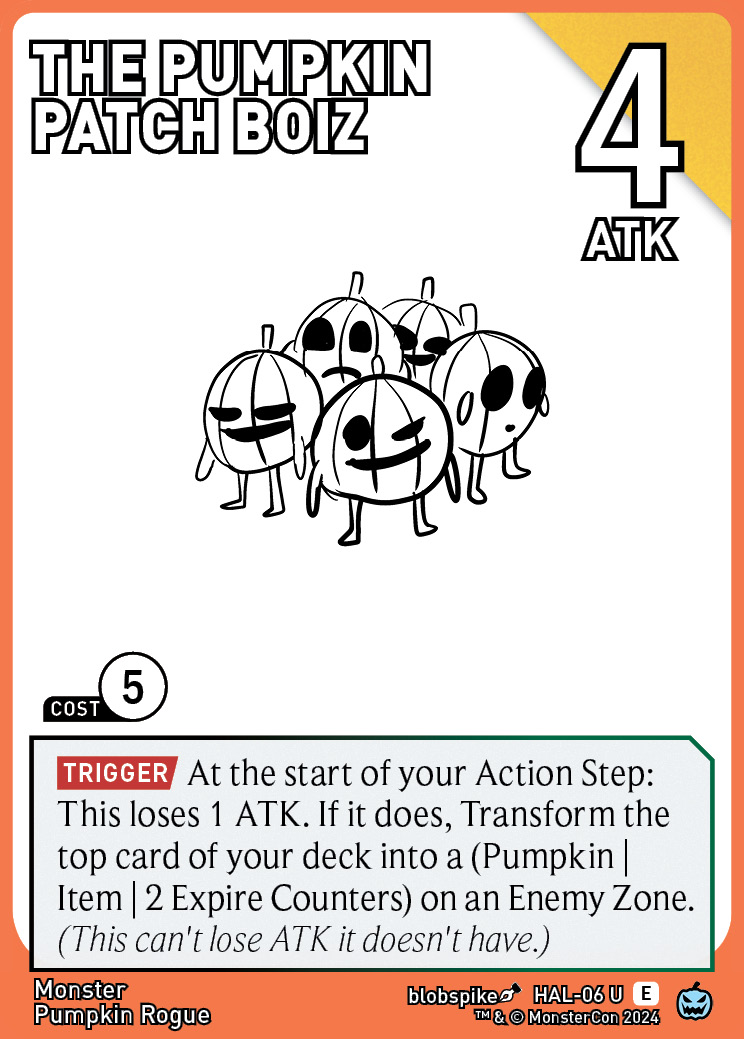 THE PUMPKIN
PATCH BOIZ
4
ATK
COST 5
TRIGGER At the start of your Action Step:
This loses 1 ATK. If it does, Transform the
top card of your deck into a (Pumpkin |
Item | 2 Expire Counters) on an Enemy Zone.
(This can't lose ATK it doesn't have.)
Monster
Pumpkin Rogue
blobspike HAL-06 U E
™ & © MonsterCon 2024